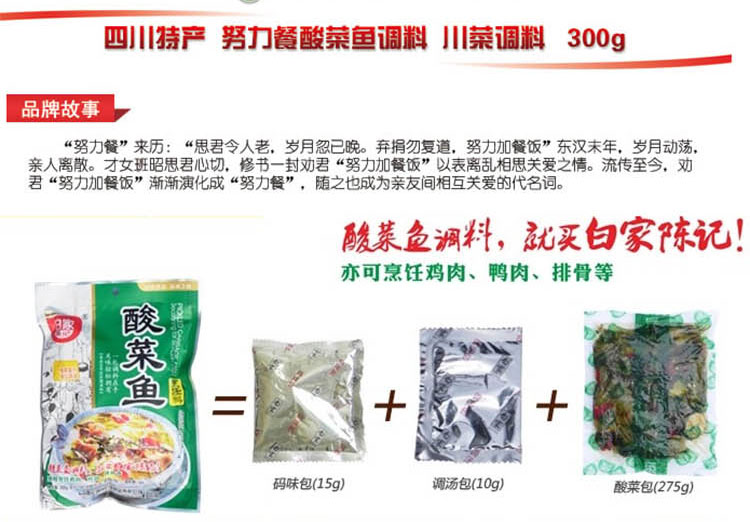 四川特产 努力餐酸菜鱼调料 川菜调料 300g
品牌故事
“努力餐”来历：“思君令人老，岁月忽已晚。弃捐勿复道，努力加餐饭”东汉末年，岁月动荡，
亲人离散。才女班昭思君心切，修书一封劝君“努力加餐饭”以表离乱相思关爱之情。流传至今，劝
君“努力加餐饭”渐渐演化成“努力餐”，随之也成为亲友间相互关爱的代名词。
酸菜鱼调料，就买白家陈记！
亦可烹饪鸡肉、鸭肉、排骨等
酸菜鱼
=
+
+
码味包(15g)
调汤包(10g)
酸菜包(275g)